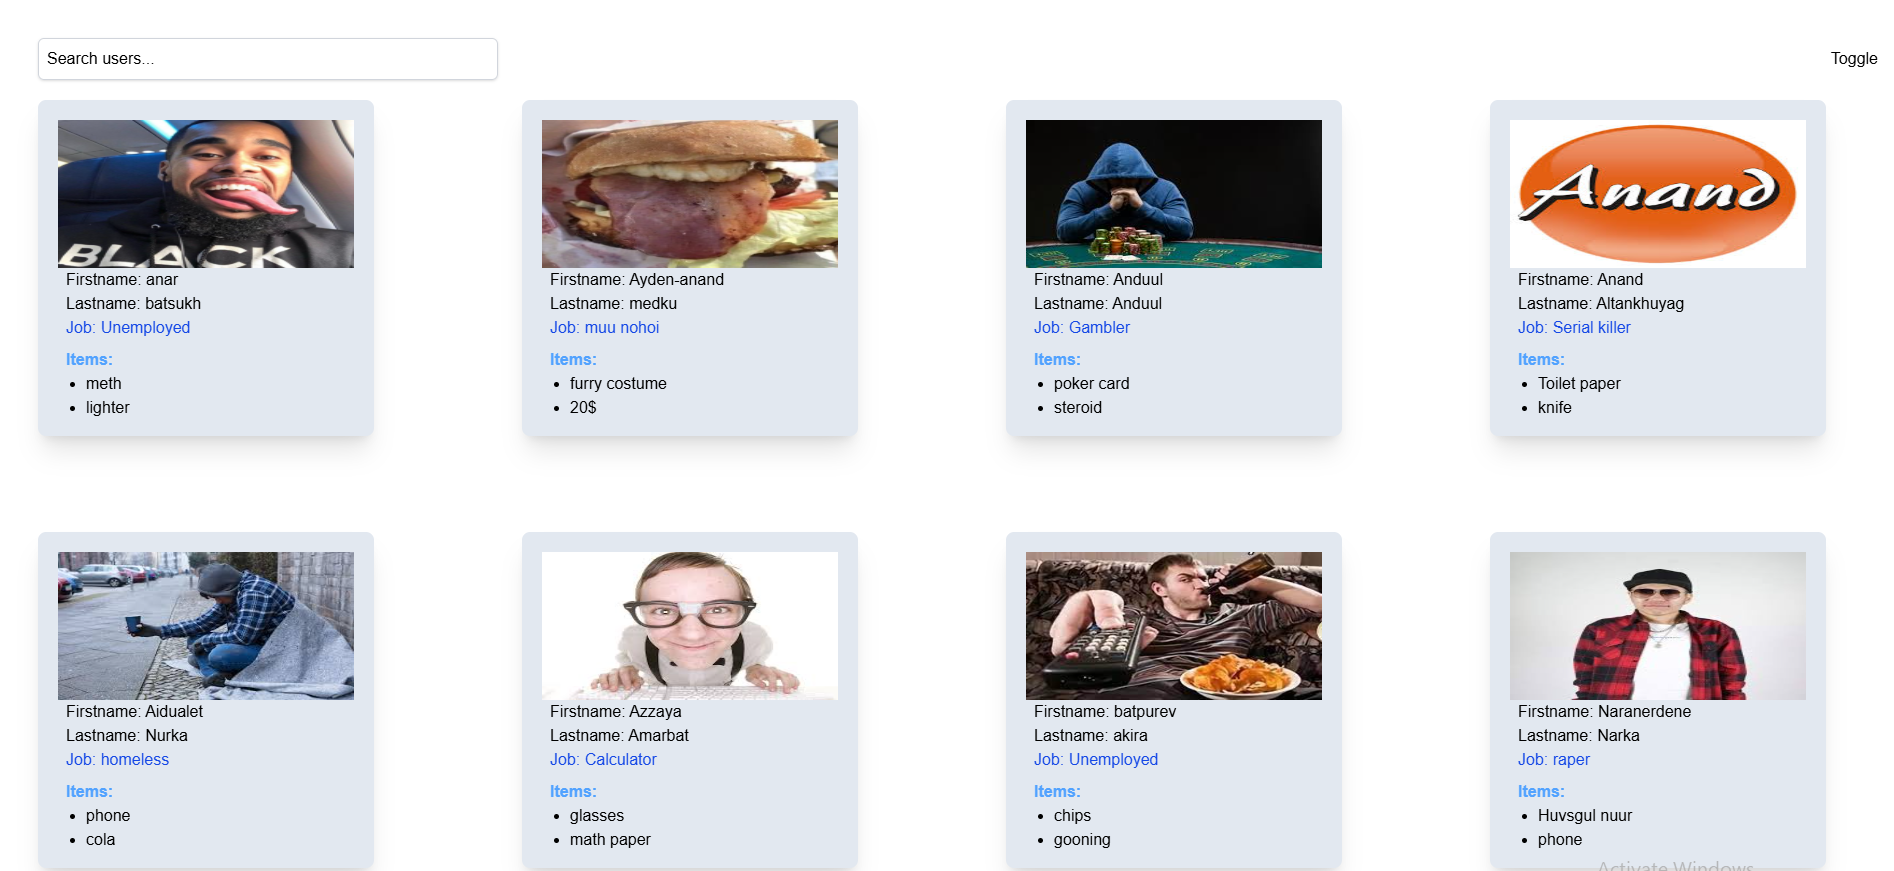 Search users...
Toggle
BLACK
Firstname: anar
Lastname: batsukh
Job: Unemployed
Items:
meth
lighter
Firstname: Ayden-anand
Lastname: medku
Job: muu nohoi
Items:
furry costume
20$
Firstname: Anduul
Lastname: Anduul
Job: Gambler
Items:
poker card
steroid
Anand
Firstname: Anand
Lastname: Altankhuyag
Job: Serial killer
Items:
Toilet paper
knife
Firstname: Aidualet
Lastname: Nurka
Job: homeless
Items:
phone
cola
Firstname: Azzaya
Lastname: Amarbat
Job: Calculator
Items:
glasses
math paper
Firstname: batpurev
Lastname: akira
Job: Unemployed
Items:
chips
gooning
Firstname: Naranerdene
Lastname: Narka
Job: raper
Items:
Huvsgul nuur
phone
Activate Windows